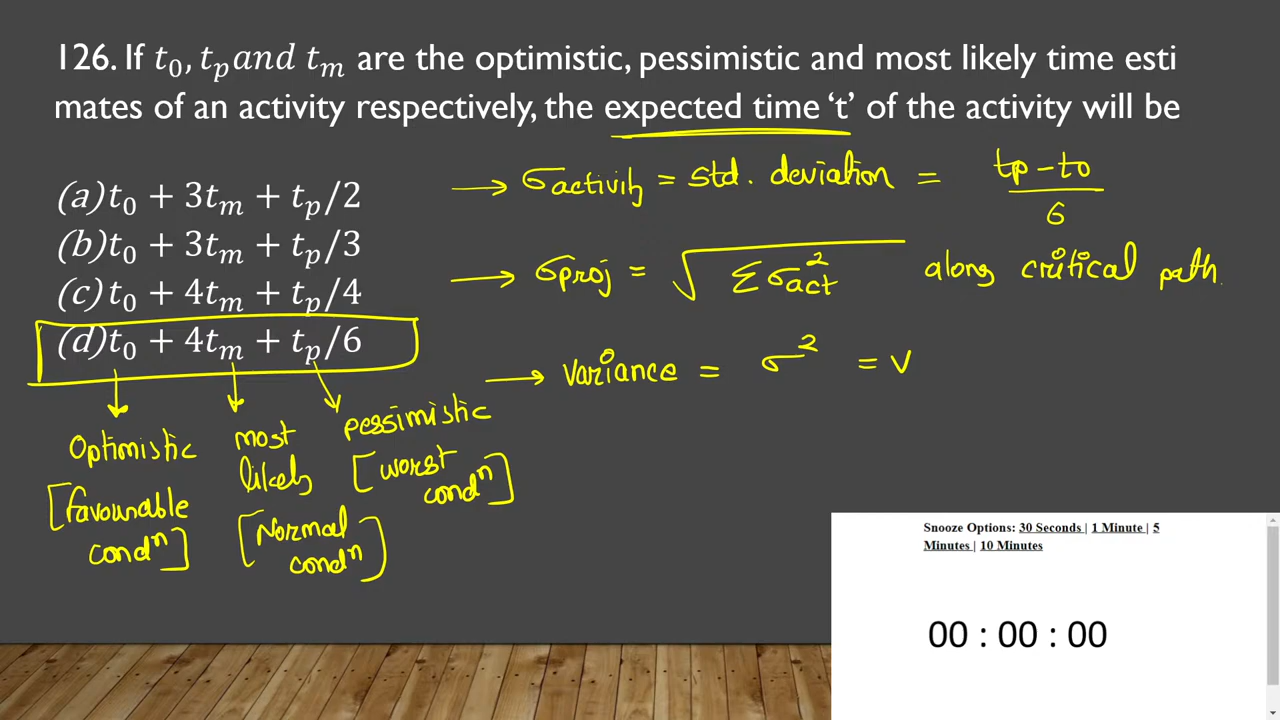 126. If t₀, tₚ and tₘ are the optimistic, pessimistic and most likely time esti
mates of an activity respectively, the expected time ‘t’ of the activity will be
(a) t₀ + 3tₘ + tₚ/2
(b) t₀ + 3tₘ + tₚ/3
(c) t₀ + 4tₘ + tₚ/4
(d) t₀ + 4tₘ + tₚ/6
→ σactivity = std. deviation = tp - to / 6
→ σproj = √Σσact² along critical path.
→ variance = σ² = v
Optimistic
[favourable
condⁿ]
most
likely
[Normal
condⁿ]
pessimistic
[worst
condⁿ]
Snooze Options: 30 Seconds | 1 Minute | 5
Minutes | 10 Minutes
00 : 00 : 00